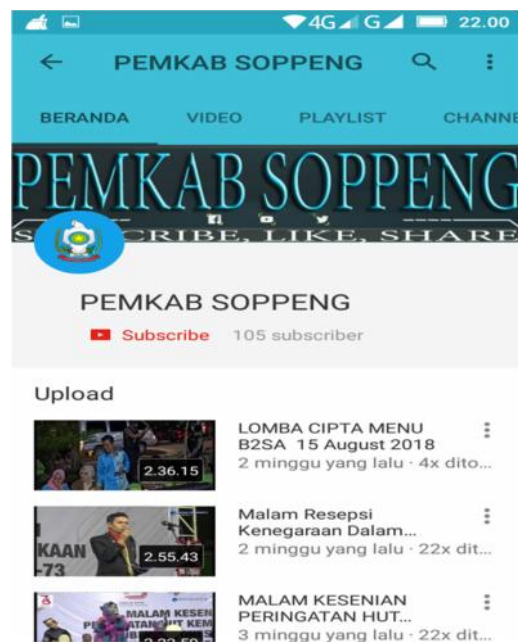 4G G 22.00
PEMKAB SOPPENG
BERANDA VIDEO PLAYLIST CHANNE
PEMKAB SOPPENG
SUBSCRIBE, LIKE, SHARE
PEMKAB SOPPENG
Subscribe 105 subscriber
Upload
LOMBA CIPTA MENU
B2SA 15 August 2018
2 minggu yang lalu · 4x dito...
2.36.15
Malam Resepsi
Kenegaraan Dalam...
2 minggu yang lalu · 22x dit...
KAAN
-73
2.55.43
MALAM KESENIAN
PERINGATAN HUT...
3 minggu yang lalu · 22x dit...
MALAM KESEN